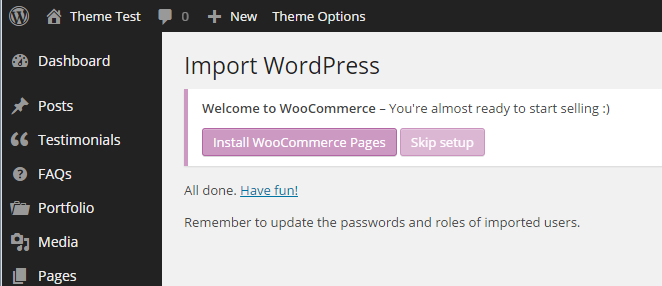 Theme Test 0 New Theme Options
Dashboard
Posts
Testimonials
FAQs
Portfolio
Media
Pages
Import WordPress
Welcome to WooCommerce – You're almost ready to start selling :)
Install WooCommerce Pages Skip setup
All done. Have fun!
Remember to update the passwords and roles of imported users.